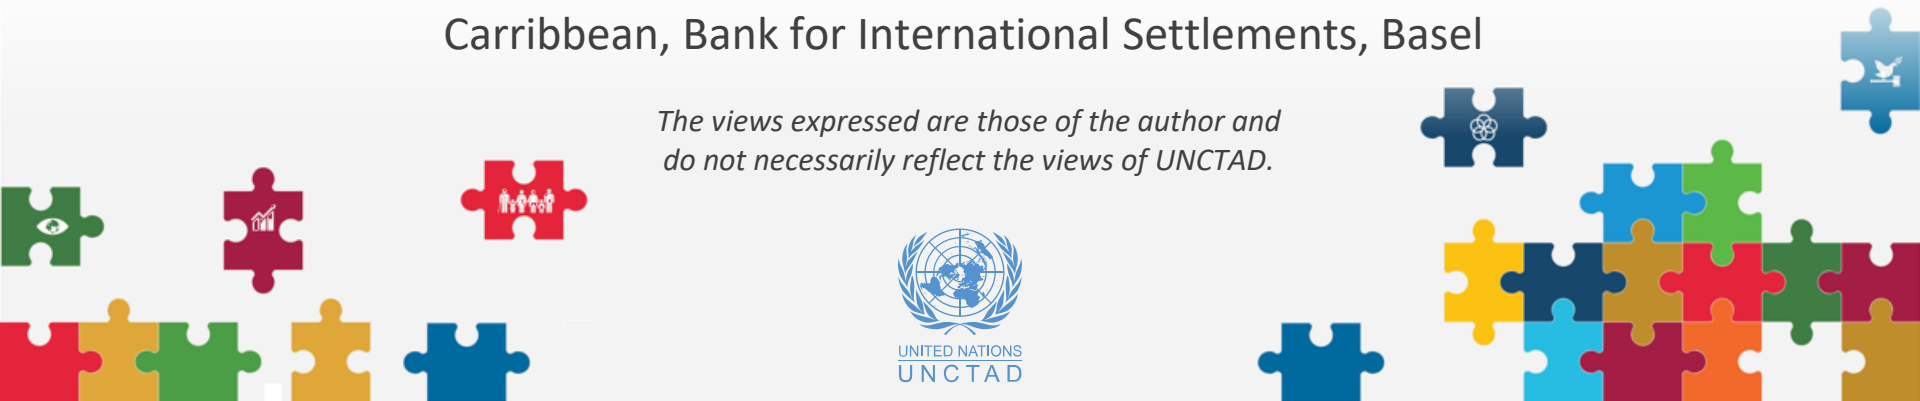 Carribbean, Bank for International Settlements, Basel
The views expressed are those of the author and
do not necessarily reflect the views of UNCTAD.
UNITED NATIONS
UNCTAD